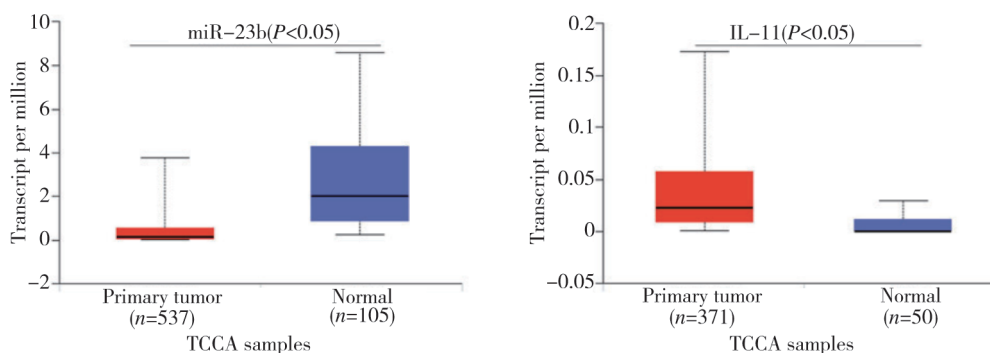 miR-23b(P<0.05)
Transcript per million
10
8
6
4
2
0
−2
Primary tumor
(n=537)
Normal
(n=105)
TCCA samples
IL-11(P<0.05)
Transcript per million
0.2
0.15
0.1
0.05
0
−0.05
Primary tumor
(n=371)
Normal
(n=50)
TCCA samples